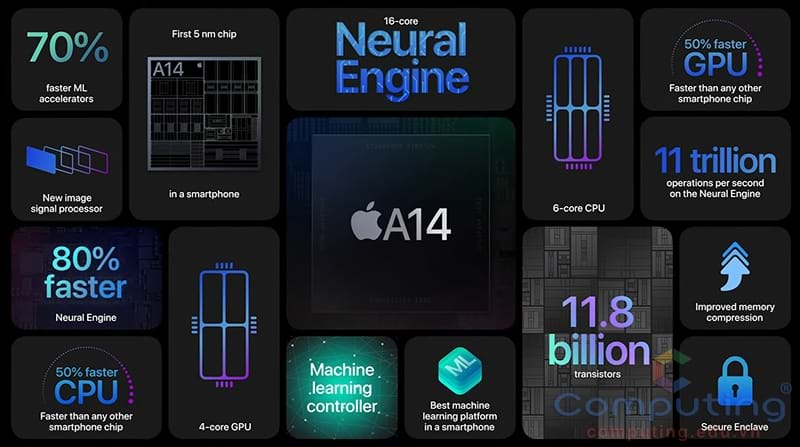 70%
faster ML
accelerators
First 5 nm chip
A14
in a smartphone
16-core
Neural
Engine
6-core CPU
50% faster
GPU
Faster than any other
smartphone chip
New image
signal processor
A14
11 trillion
operations per second
on the Neural Engine
80%
faster
Neural Engine
4-core GPU
11.8
billion
transistors
Improved memory
compression
50% faster
CPU
Faster than any other
smartphone chip
Machine
learning
controller
ML
Best machine
learning platform
in a smartphone
Secure Enclave
Computing®
computing.edu.vn